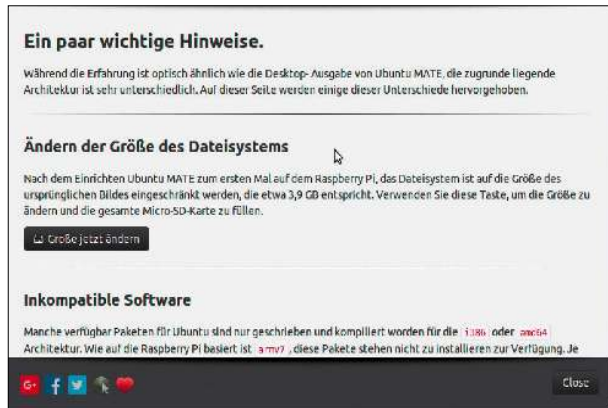 Ein paar wichtige Hinweise.
Während die Erfahrung ist optisch ähnlich wie die Desktop- Ausgabe von Ubuntu MATE, die zugrunde liegende
Architektur ist sehr unterschiedlich. Auf dieser Seite werden einige dieser Unterschiede hervorgehoben.
Ändern der Größe des Dateisystems
Nach dem Einrichten Ubuntu MATE zum ersten Mal auf dem Raspberry Pi, das Dateisystem ist auf die Größe des
ursprünglichen Bildes eingeschränkt werden, die etwa 3,9 GB entspricht. Verwenden Sie diese Taste, um die Größe zu
ändern und die gesamte Micro-SD-Karte zu füllen.
Größe jetzt ändern
Inkompatible Software
Manche verfügbar Paketen für Ubuntu sind nur geschrieben und kompiliert worden für die i386 oder amd64
Architektur. Wie auf die Raspberry Pi basiert ist armv7, diese Pakete stehen nicht zu installieren zur Verfügung. Je
G+ f
Close